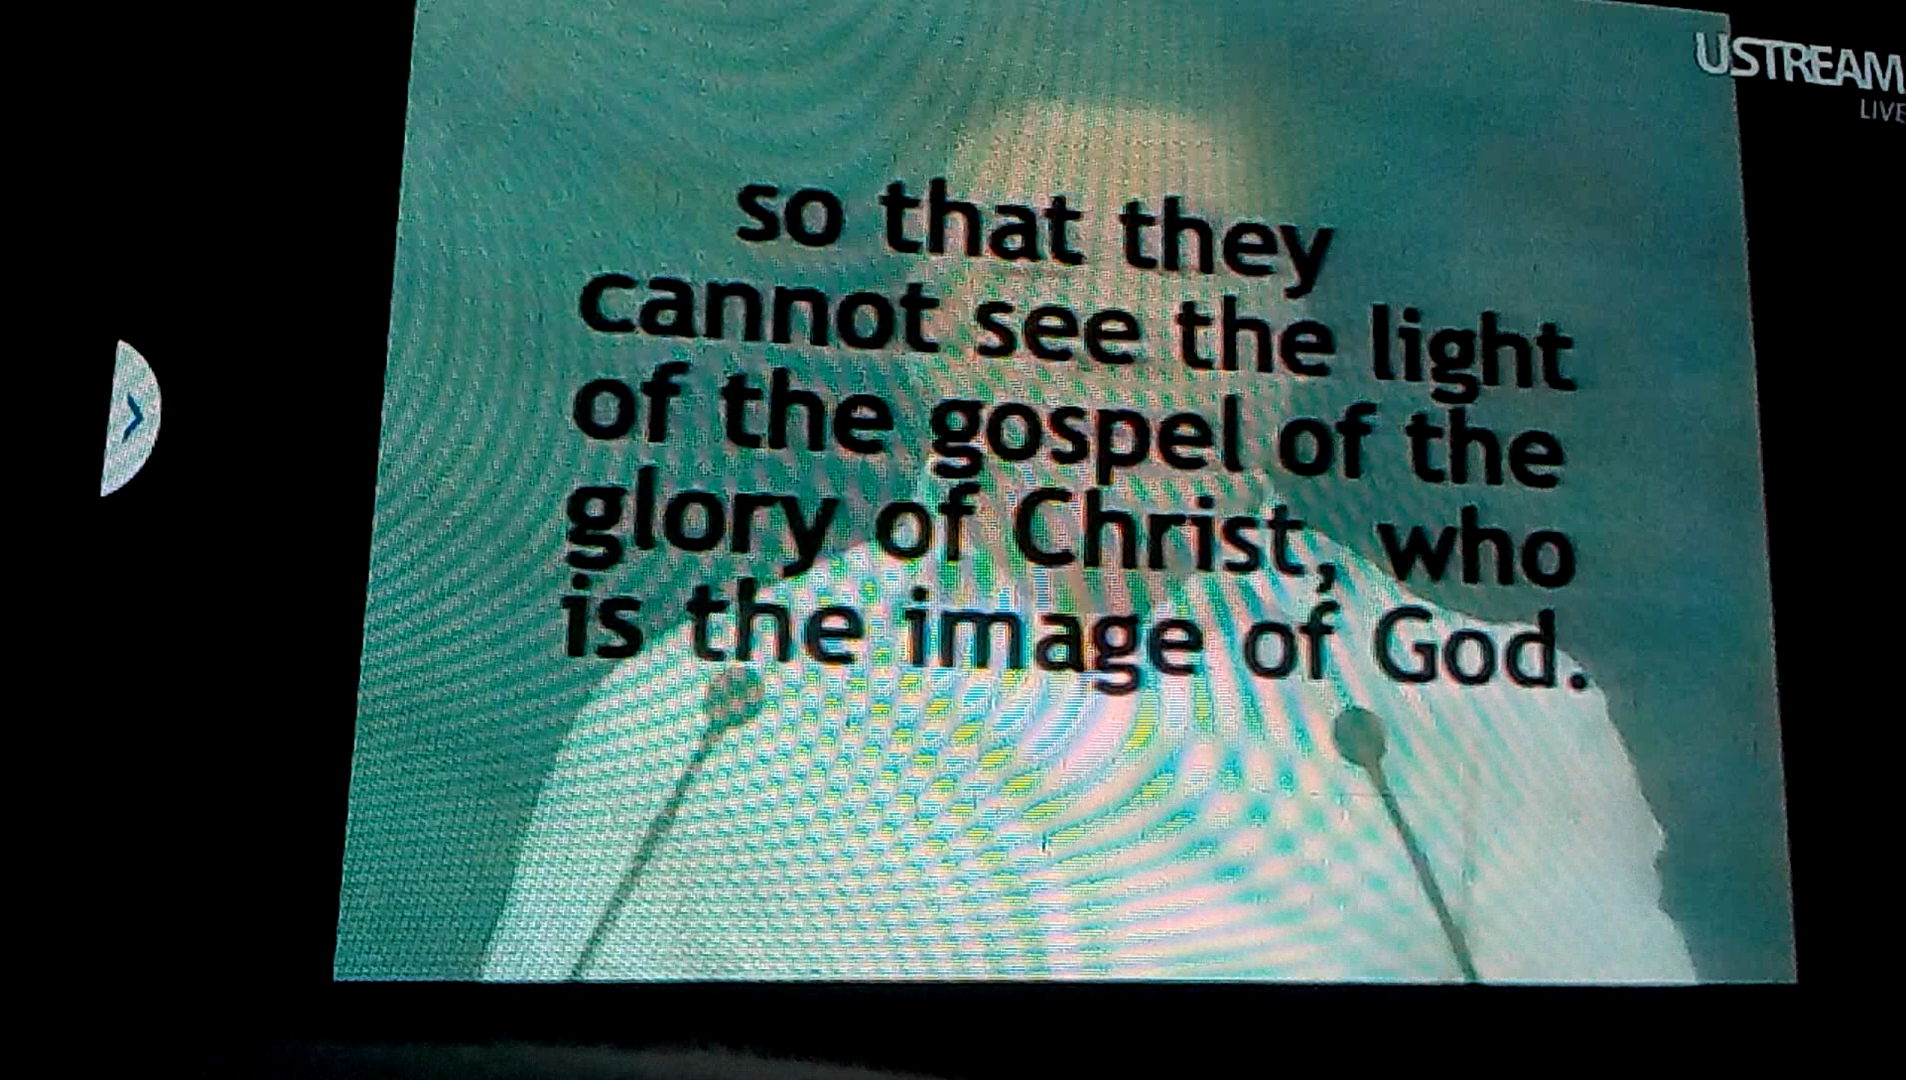 USTREAM
LIVE
so that they
cannot see the light
of the gospel of the
glory of Christ, who
is the image of God.